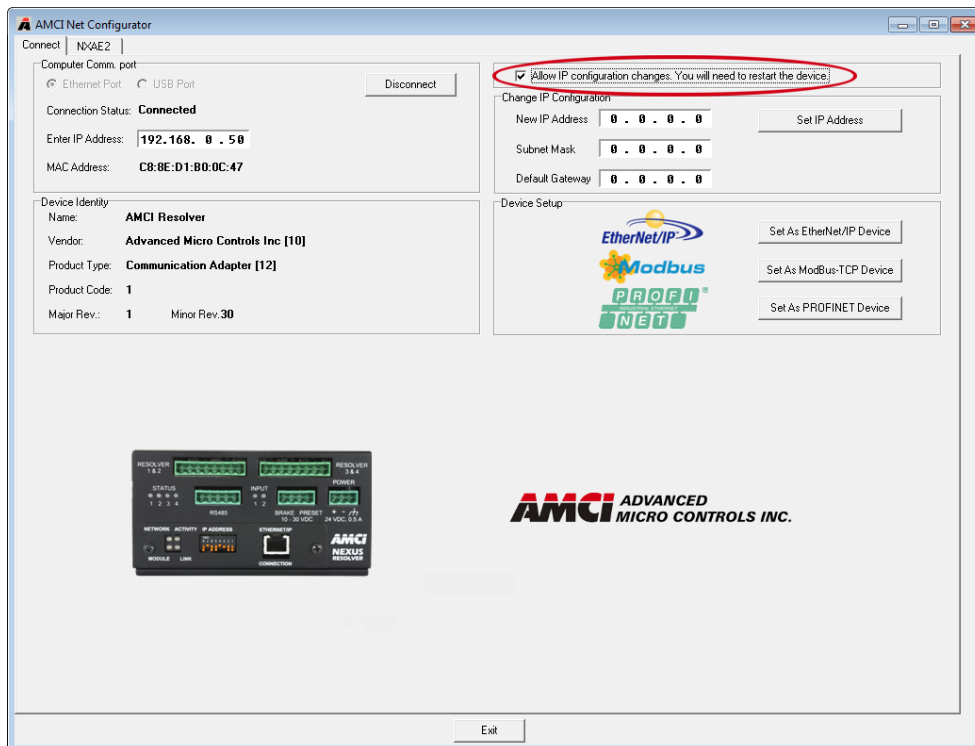 AMCI Net Configurator
Connect
NXAE2
Computer Comm. port
Ethernet Port
USB Port
Disconnect
Connection Status: Connected
Enter IP Address: 192.168. 0 .50
MAC Address: C8:8E:D1:B0:0C:47
Allow IP configuration changes. You will need to restart the device.
Change IP Configuration
New IP Address 0 . 0 . 0 . 0
Set IP Address
Subnet Mask 0 . 0 . 0 . 0
Default Gateway 0 . 0 . 0 . 0
Device Identity
Name: AMCI Resolver
Vendor: Advanced Micro Controls Inc [10]
Product Type: Communication Adapter [12]
Product Code: 1
Major Rev.: 1 Minor Rev. 30
Device Setup
EtherNet/IP
Set As EtherNet/IP Device
Modbus
Set As ModBus-TCP Device
PROFI
INDUSTRIAL ETHERNET
NET
®
Set As PROFINET Device
RESOLVER
1 & 2
RESOLVER
3 & 4
STATUS
1 2 3 4
RS485
INPUT
1 2
BRAKE PRESET
10 - 30 VDC
POWER
+ -
24 VDC, 0.5 A
NETWORK ACTIVITY IP ADDRESS
ETHERNET/IP
MODULE LINK
CONNECTION
AMCI
NEXUS
RESOLVER
AMCI ADVANCED
MICRO CONTROLS INC.
Exit